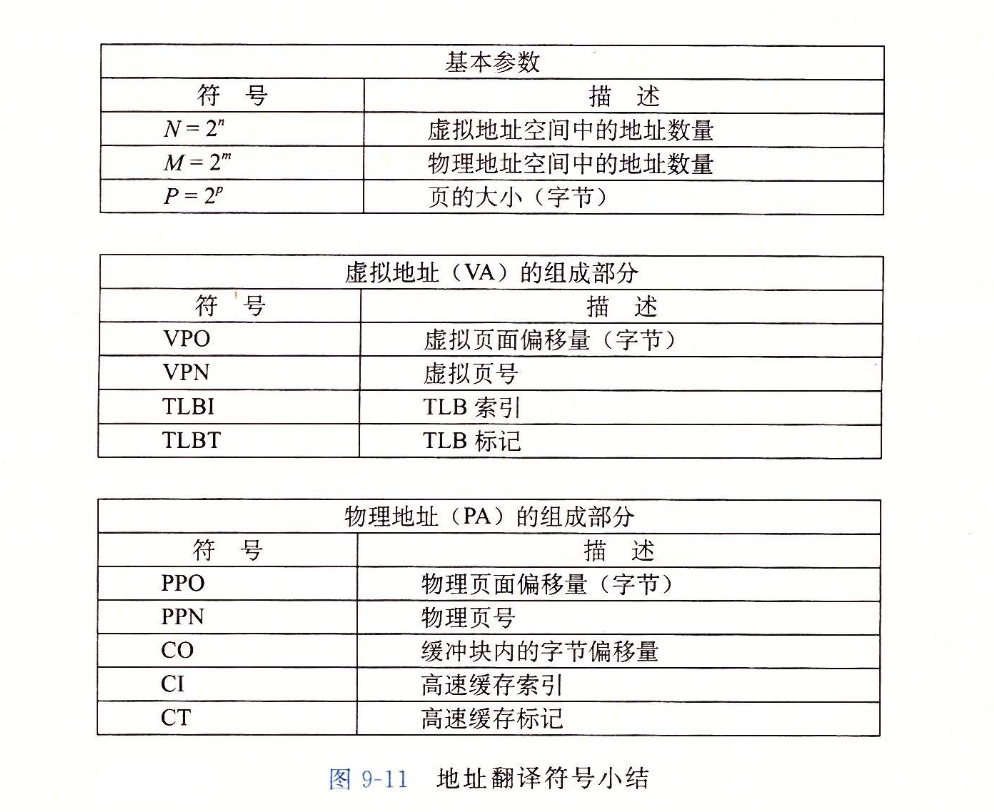 基本参数
符 号 描 述
N = 2ⁿ 虚拟地址空间中的地址数量
M = 2ᵐ 物理地址空间中的地址数量
P = 2ᵖ 页的大小（字节）
虚拟地址（VA）的组成部分
符 号 描 述
VPO 虚拟页面偏移量（字节）
VPN 虚拟页号
TLBI TLB 索引
TLBT TLB 标记
物理地址（PA）的组成部分
符 号 描 述
PPO 物理页面偏移量（字节）
PPN 物理页号
CO 缓冲块内的字节偏移量
CI 高速缓存索引
CT 高速缓存标记
图 9-11 地址翻译符号小结